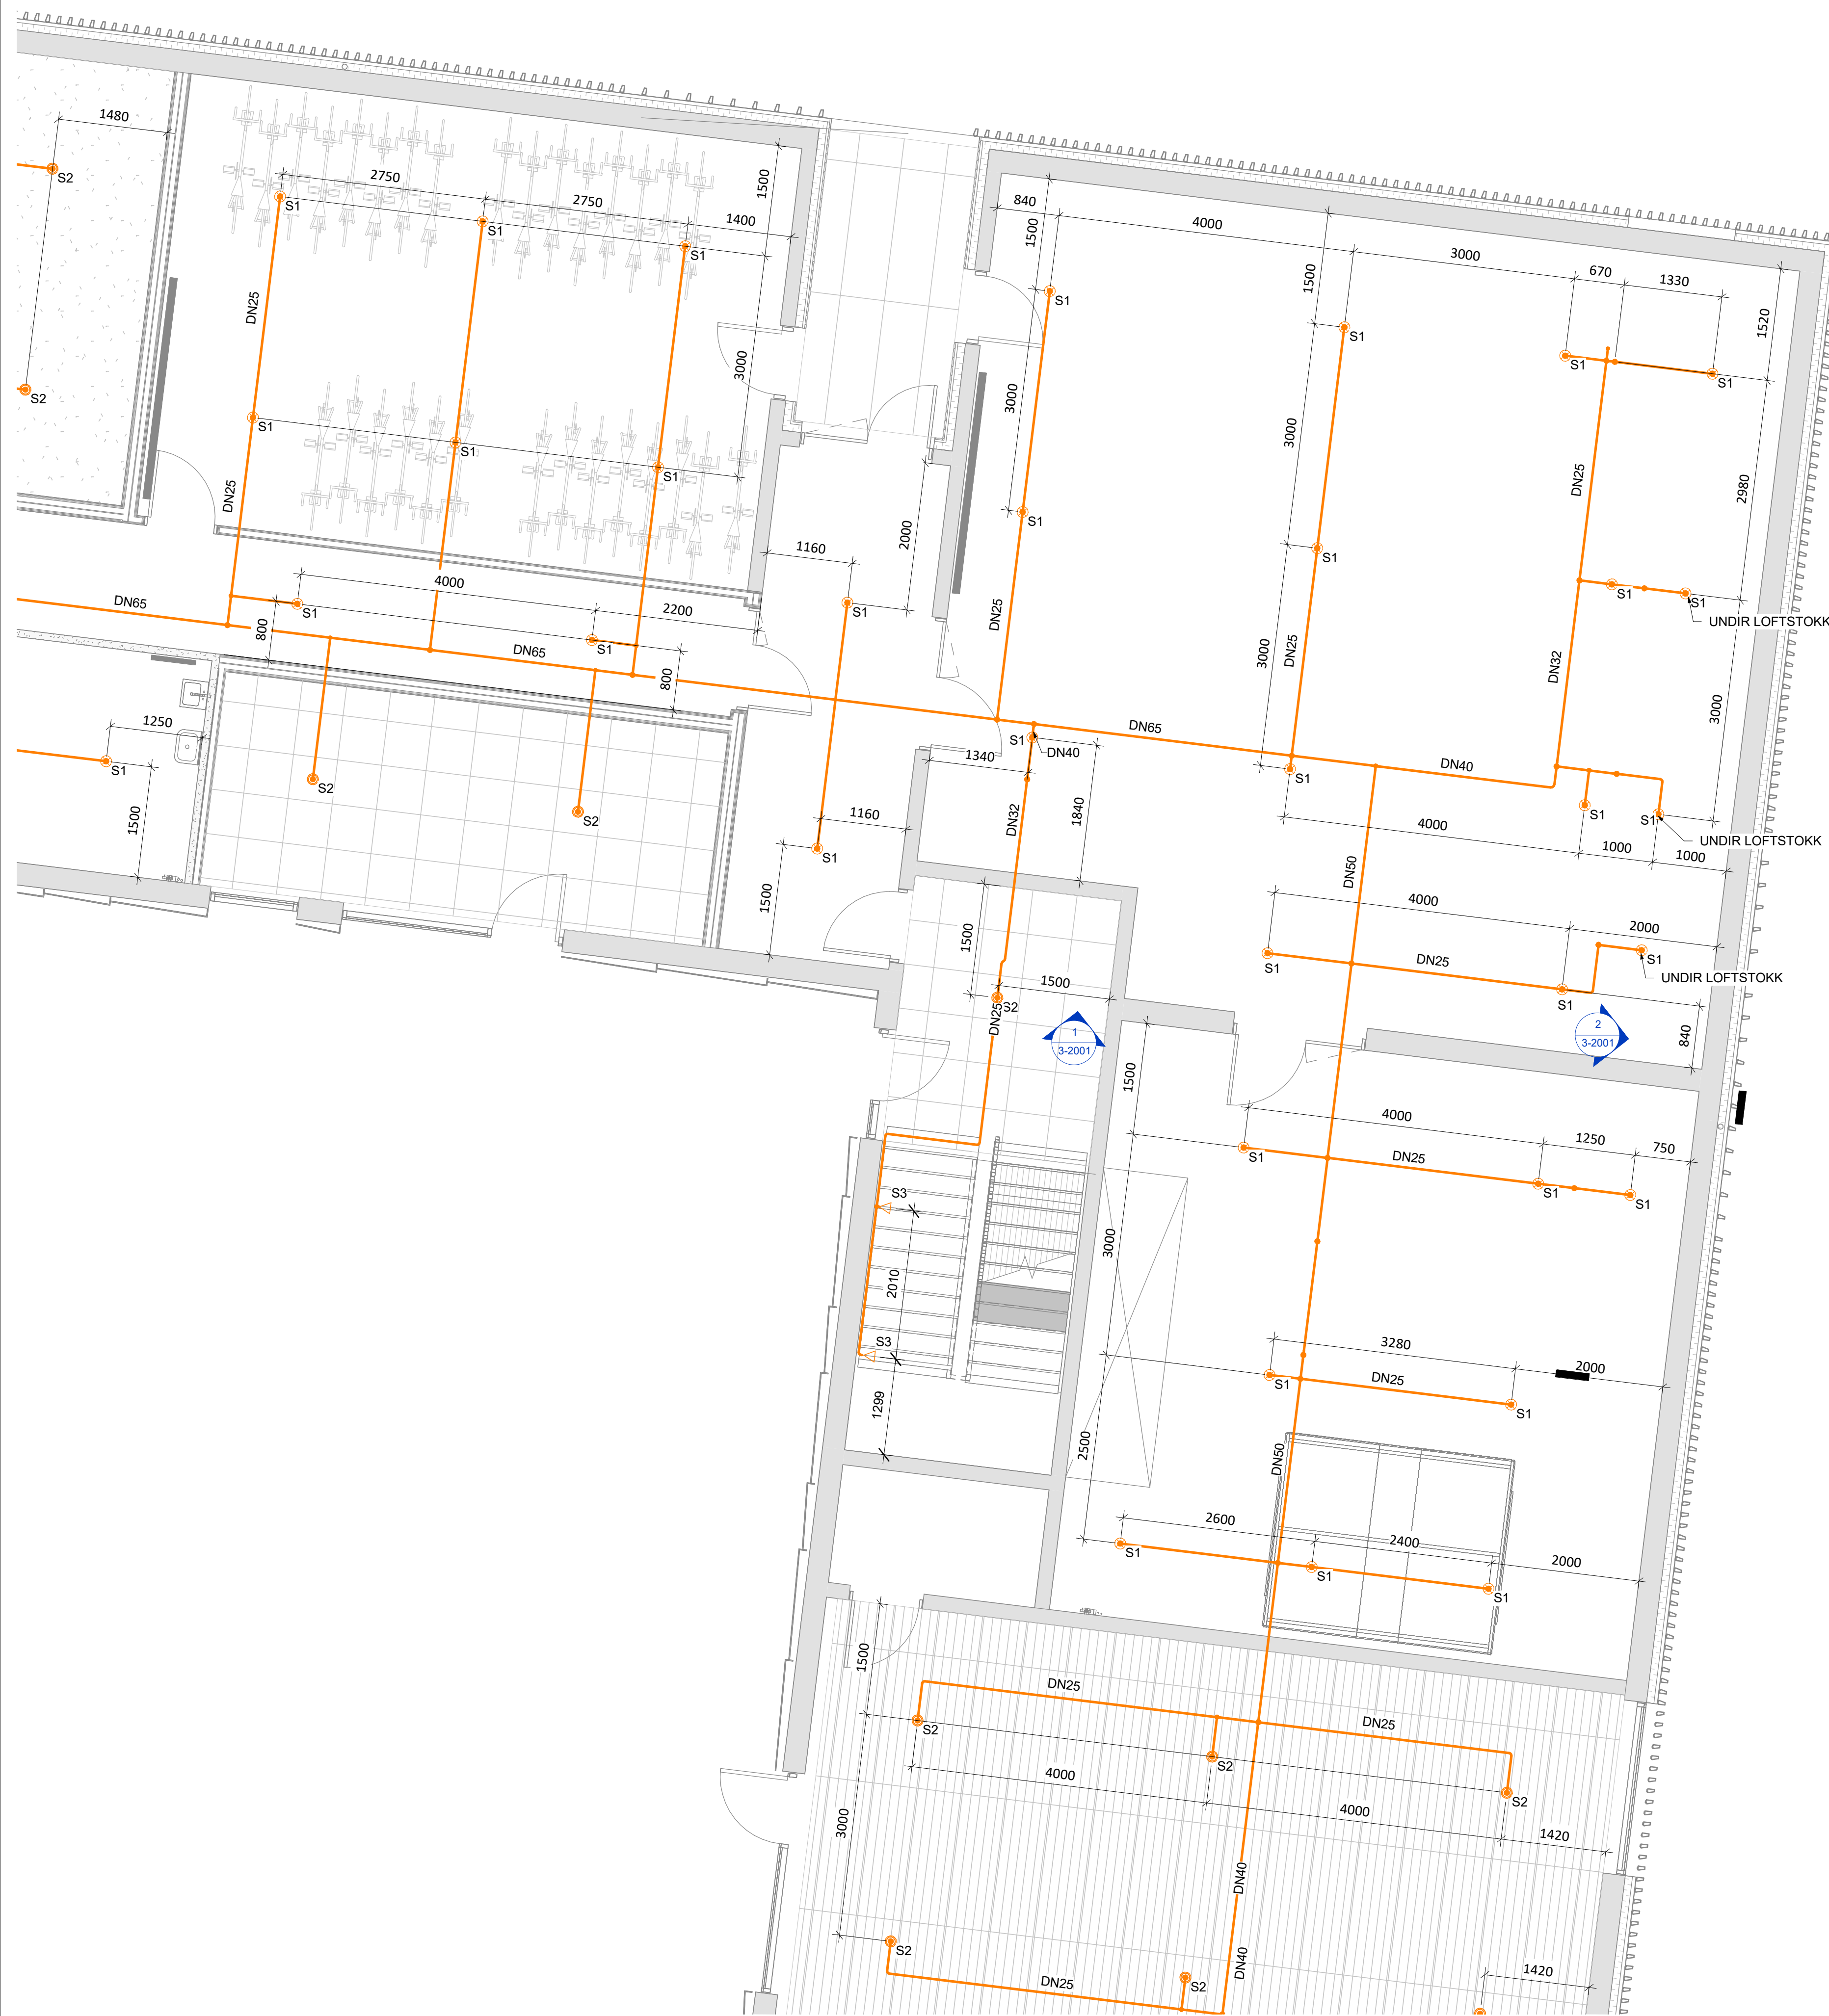 1480
S2
2750
2750
1400
1500
S1
S1
S1
840
1500
4000
3000
670
1330
1500
1520
S1
S1
S1
S1
DN25
3000
3000
3000
DN25
2980
S2
S1
S1
S1
DN25
2000
S1
1160
S1
4000
2200
DN65
S1
S1
S1
S1
S1
UNDIR LOFTSTOKK
800
DN65
800
DN25
3000
DN25
DN32
3000
1250
S1
S1
DN40
DN65
DN40
1340
S1
S1
S1
UNDIR LOFTSTOKK
1500
S2
S2
1160
DN32
1840
4000
1000
1000
S1
DN50
1500
4000
2000
1500
S1
DN25
S1
S1
UNDIR LOFTSTOKK
1500
S2
DN25
1
3-2001
2
3-2001
840
1500
4000
1250
750
S1
DN25
S1
S1
S3
3000
2010
S3
3280
2000
S1
DN25
S1
1299
2500
DN50
2600
2400
2000
S1
S1
S1
1500
DN25
DN25
S2
S2
S2
4000
4000
1420
3000
DN40
S2
DN40
S2
DN25
1420